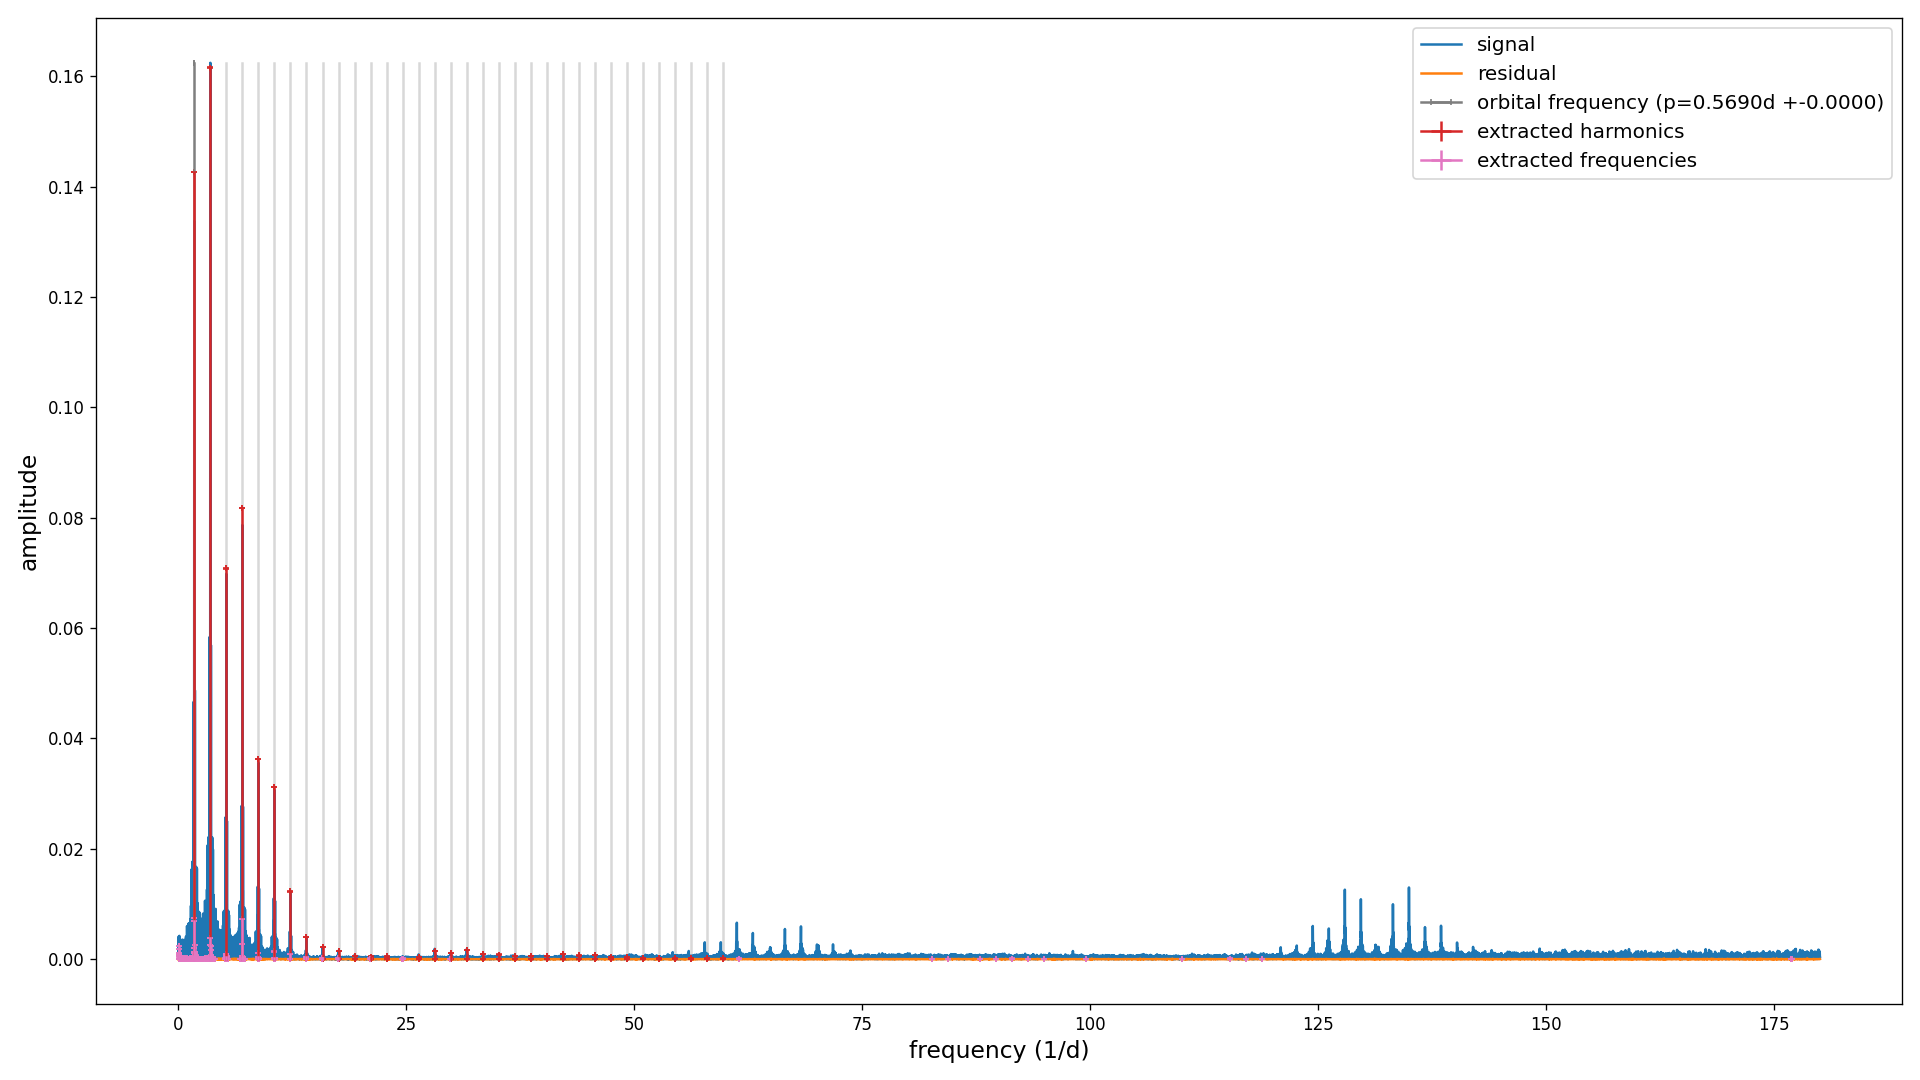 signal
residual
orbital frequency (p=0.5690d +-0.0000)
extracted harmonics
extracted frequencies
0.16
0.14
0.12
0.10
0.08
0.06
0.04
0.02
0.00
amplitude
0 25 50 75 100 125 150 175
frequency (1/d)